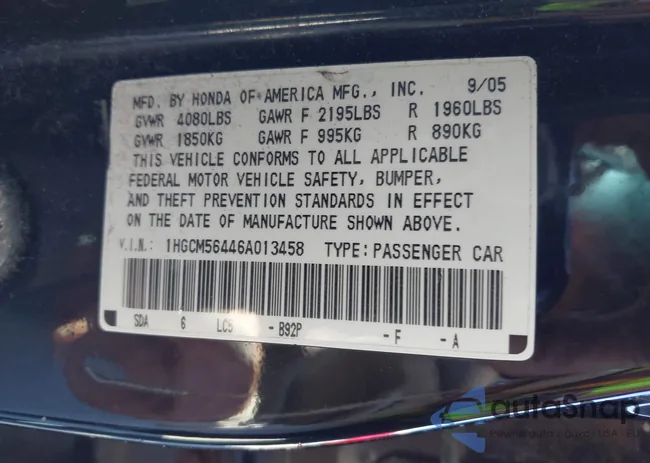 MFD. BY HONDA OF AMERICA MFG., INC. 9/05
GVWR 4080LBS GAWR F 2195LBS R 1960LBS
GVWR 1850KG GAWR F 995KG R 890KG
THIS VEHICLE CONFORMS TO ALL APPLICABLE
FEDERAL MOTOR VEHICLE SAFETY, BUMPER,
AND THEFT PREVENTION STANDARDS IN EFFECT
ON THE DATE OF MANUFACTURE SHOWN ABOVE.
V.I.N.: 1HGCM56446A013458 TYPE: PASSENGER CAR
SDA 6 LC5 -B92P -F -A
autoSnap